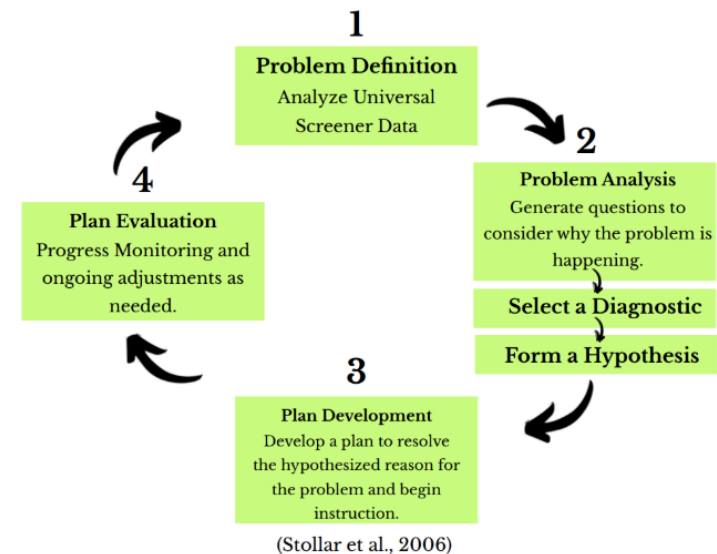 1
Problem Definition
Analyze Universal
Screener Data
2
Problem Analysis
Generate questions to
consider why the problem is
happening.
Select a Diagnostic
Form a Hypothesis
3
Plan Development
Develop a plan to resolve
the hypothesized reason for
the problem and begin
instruction.
4
Plan Evaluation
Progress Monitoring and
ongoing adjustments as
needed.
(Stollar et al., 2006)